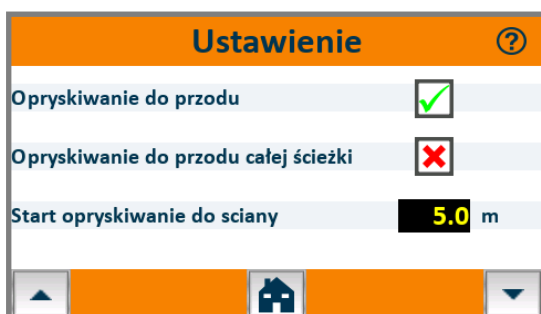 Ustawienie ?
Opryskiwanie do przodu
Opryskiwanie do przodu całej ścieżki
Start opryskiwanie do sciany 5.0 m